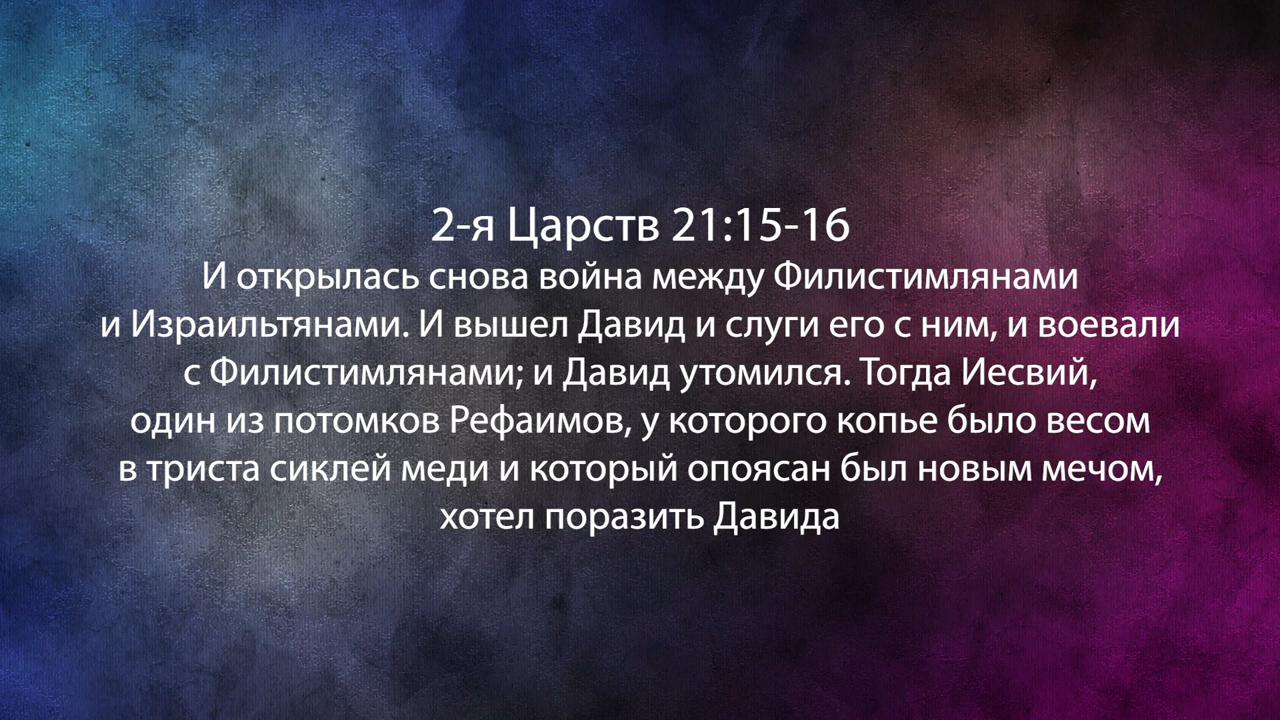 2-я Царств 21:15-16
И открылась снова война между Филистимлянами
и Израильтянами. И вышел Давид и слуги его с ним, и воевали
с Филистимлянами; и Давид утомился. Тогда Иесвий,
один из потомков Рефаимов, у которого копье было весом
в триста сиклей меди и который опоясан был новым мечом,
хотел поразить Давида